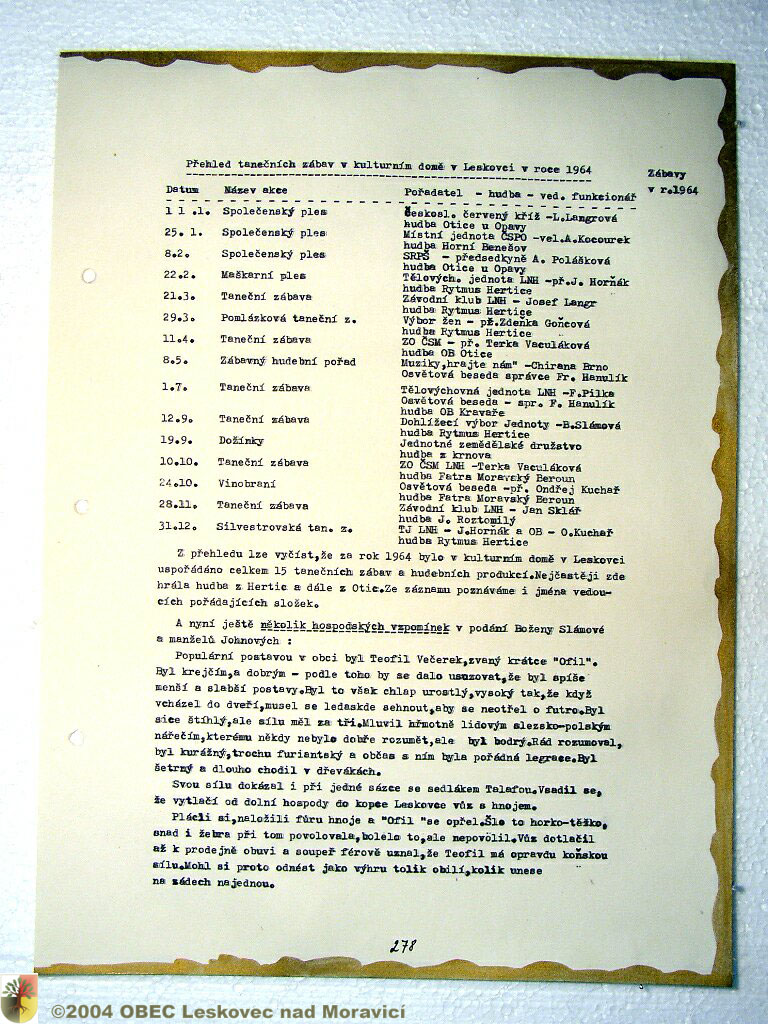 Přehled tanečních zábav v kulturním domě v Leskovci v roce 1964
Zábavy
v r.1964
Datum Název akce Pořadatel - hudba - ved. funkcionář
1 1 .1. Společenský ples Českosl. červený kříž -L.Langrová
hudba Otice u Opavy
25. 1. Společenský ples Místní jednota ČSPO -vel.A.Kocourek
hudba Horní Benešov
8.2. Společenský ples SRPŠ - předsedkyně A. Polášková
hudba Otice u Opavy
22.2. Maškarní ples Tělových. jednota LNH -př.J. Horňák
hudba Rytmus Hertice
21.3. Taneční zábava Závodní klub LNH - Josef Langr
hudba Rytmus Hertice
29.3. Pomlázková taneční z. Výbor žen - př.Zdenka Goňcová
hudba Rytmus Hertice
11.4. Taneční zábava ZO ČSM - př. Terka Vaculáková
hudba OB Otice
8.5. Zábavný hudební pořad Muziky,hrajte nám" -Chirana Brno
Osvětová beseda správce Fr. Hanulík
1.7. Taneční zábava Tělovýchovná jednota LNH -F.Pilka
Osvětová beseda - spr. F. Hanulík
hudba OB Kravaře
12.9. Taneční zábava Dohlížecí výbor Jednoty -B.Slámová
hudba Rytmus Hertice
19.9. Dožínky Jednotné zemědělské družstvo
hudba z krnova
10.10. Taneční zábava ZO ČSM LNH -Terka Vaculáková
hudba Fatra Moravský Beroun
24.10. Vinobraní Osvětová beseda -př. Ondřej Kuchař
hudba Fatra Moravský Beroun
28.11. Taneční zábava Závodní klub LNH - Jan Sklář
hudba J. Roztomilý
31.12. Silvestrovská tan. z. TJ LNH - J.Horňák a OB - O.Kuchař
hudba Rytmus Hertice
Z přehledu lze vyčíst,že za rok 1964 bylo v kulturním domě v Leskovci
uspořádáno celkem 15 tanečních zábav a hudebních produkcí.Nejčastěji zde
hrála hudba z Hertic a dále z Otic.Ze záznamu poznáváme i jména vedou-
cích pořádajících složek.
A nyní ještě několik hospodských vzpomínek v podání Boženy Slámové
a manželů Johnových :
Populární postavou v obci byl Teofil Večerek,zvaný krátce "Ofil".
Byl krejčím,a dobrým - podle toho by se dalo usuzovat,že byl spíše
menší a slabší postavy.Byl to však chlap urostlý,vysoký tak,že když
vcházel do dveří,musel se ledaskde sehnout,aby se neotřel o futro.Byl
sice štíhlý,ale sílu měl za tři.Mluvil hřmotně lidovým slezsko-polským
nářečím,kterému někdy nebylo dobře rozumět,ale byl bodrý.Rád rozumoval,
byl kurážný,trochu furiantský a občas s ním byla pořádná legrace.Byl
šetrný a dlouho chodil v dřevákách.
Svou sílu dokázal i při jedné sázce se sedlákem Talafou.Vsadil se,
že vytlačí od dolní hospody do kopce Leskovce vůz s hnojem.
Plácli si,naložili fůru hnoje a "Ofil "se opřel.Šlo to horko-těžko,
snad i žebra při tom povolovala,bolelo to,ale nepovolil.Vůz dotlačil
až k prodejně obuvi a soupeř férově uznal,že Teofil má opravdu koňskou
sílu.Mohl si proto odnést jako výhru tolik obilí,kolik unese
na zádech najednou.
278
©2004 OBEC Leskovec nad Moravicí